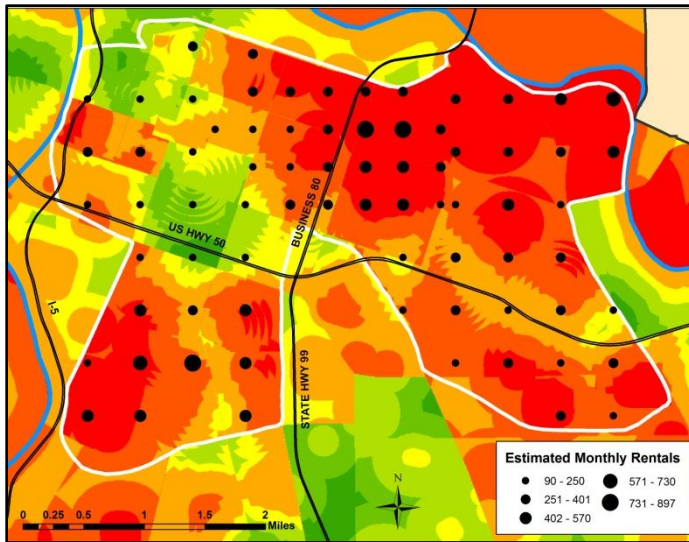 BUSINESS 80
US HWY 50
I-5
STATE HWY 99
N
0 0.25 0.5 1 1.5 2
Miles
Estimated Monthly Rentals
90 - 250
251 - 401
402 - 570
571 - 730
731 - 897